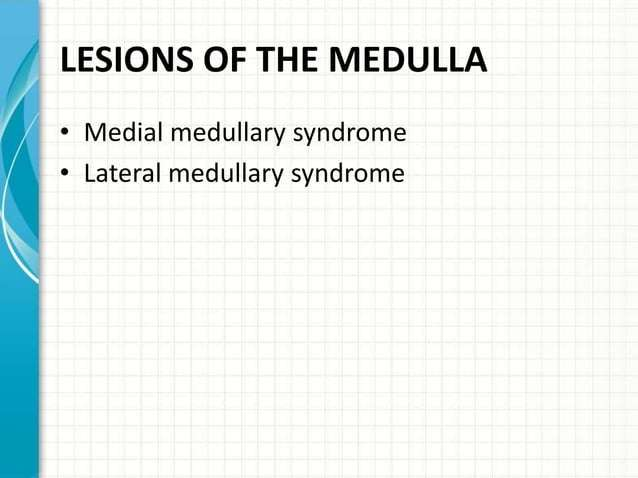 LESIONS OF THE MEDULLA
• Medial medullary syndrome
• Lateral medullary syndrome